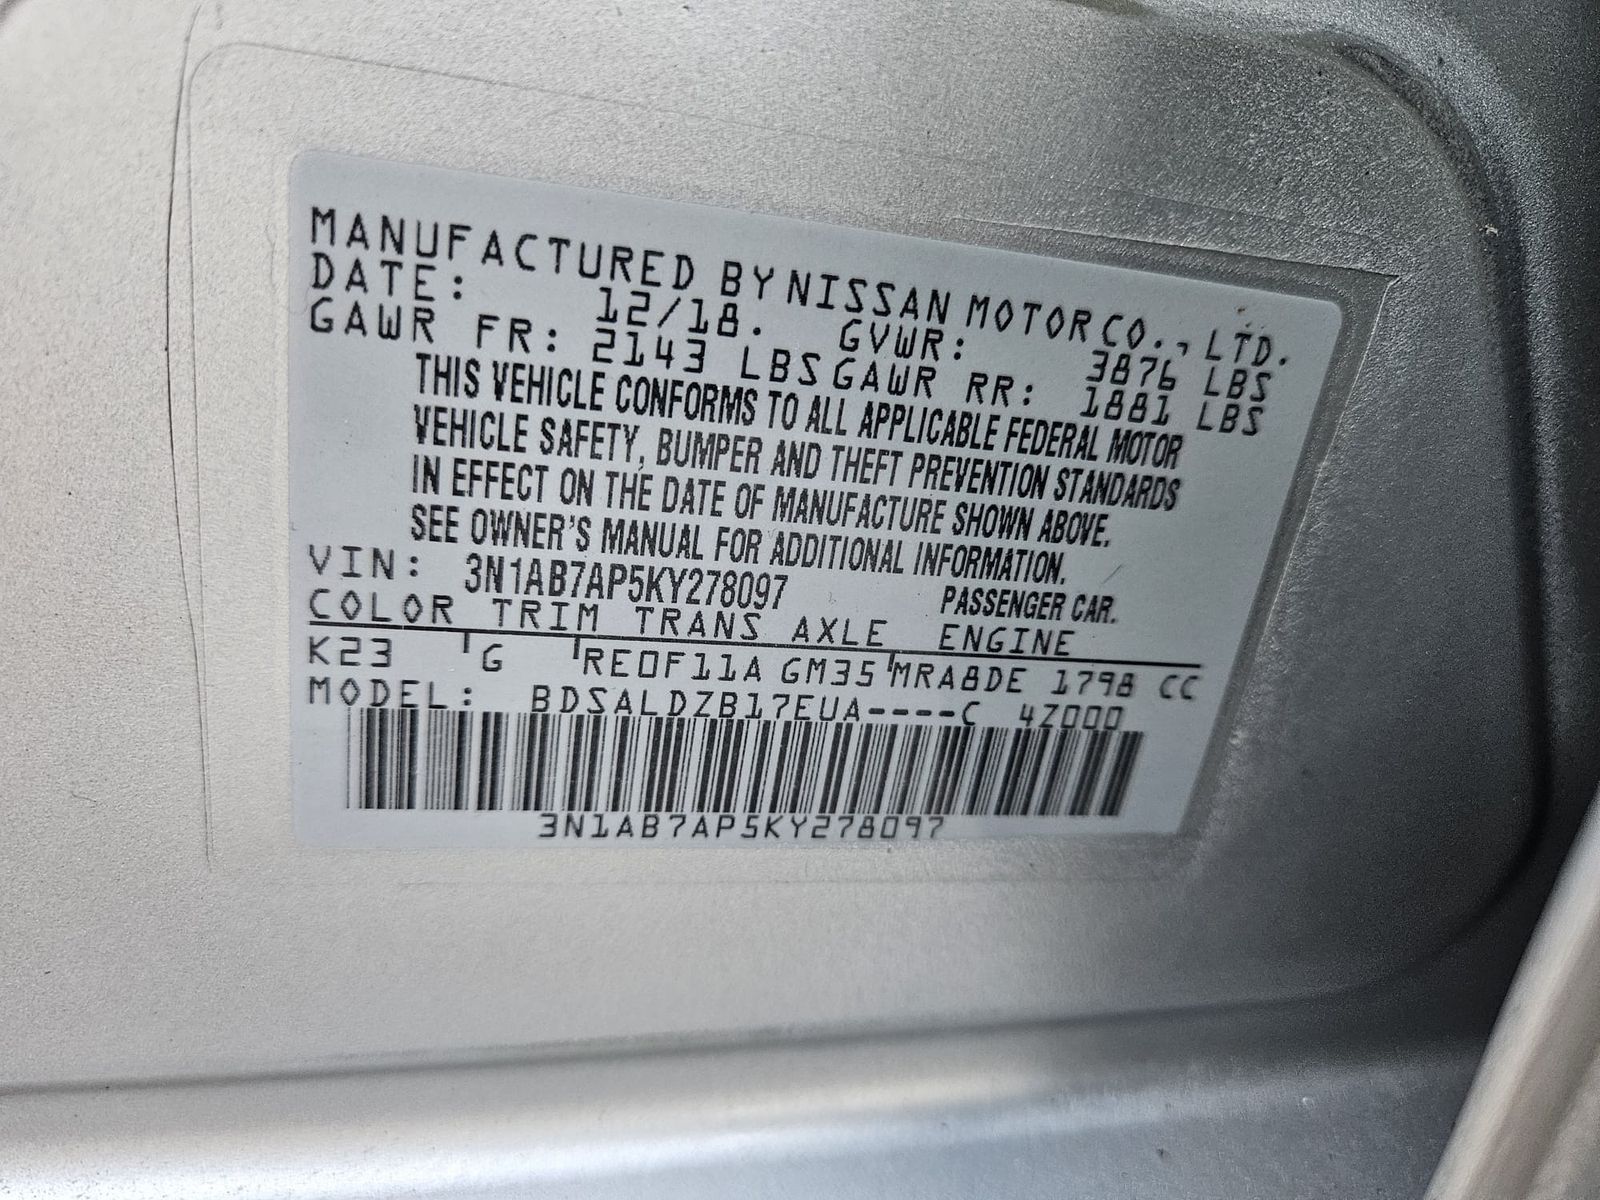 MANUFACTURED BY NISSAN MOTOR CO., LTD.
DATE: 12/18. GVWR: 3876 LBS
GAWR FR: 2143 LBS GAWR RR: 1881 LBS
THIS VEHICLE CONFORMS TO ALL APPLICABLE FEDERAL MOTOR
VEHICLE SAFETY, BUMPER AND THEFT PREVENTION STANDARDS
IN EFFECT ON THE DATE OF MANUFACTURE SHOWN ABOVE.
SEE OWNER'S MANUAL FOR ADDITIONAL INFORMATION.
VIN: 3N1AB7AP5KY278097 PASSENGER CAR.
COLOR TRIM TRANS AXLE ENGINE
K23 G RE0F11A GM35 MRA8DE 1798 CC
MODEL: BDSALDZB17EUA----C 4Z000
3N1AB7AP5KY278097